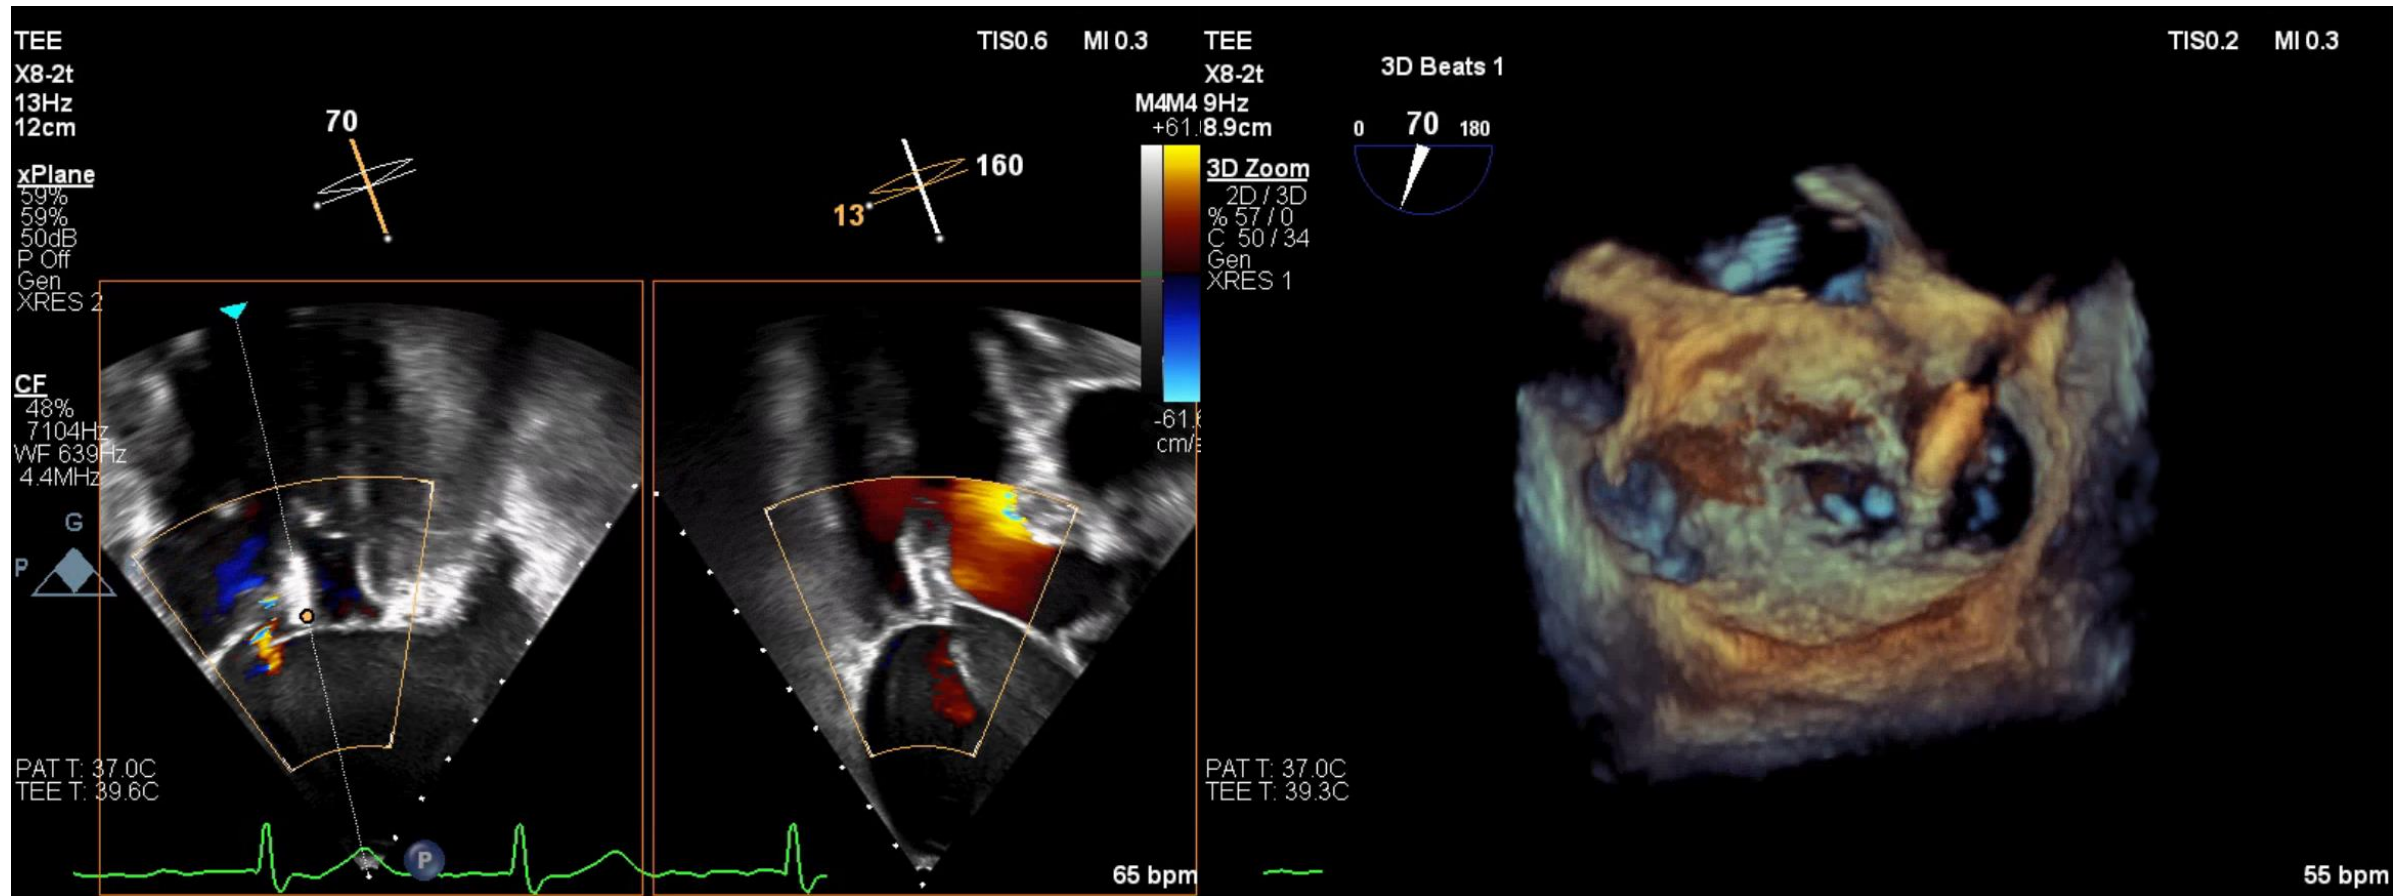 TEE
TIS0.6 MI 0.3
X8-2t
13Hz
12cm
70
160
13
M4 M4
+61.
xPlane
59%
59%
50dB
P Off
Gen
XRES 2
CF
48%
7104Hz
WF 639Hz
4.4MHz
-61.6
cm/s
G
P
PAT T: 37.0C
TEE T: 39.6C
P
65 bpm
TEE
TIS0.2 MI 0.3
X8-2t
3D Beats 1
9Hz
8.9cm
0 70 180
3D Zoom
2D / 3D
% 57 / 0
C 50 / 34
Gen
XRES 1
PAT T: 37.0C
TEE T: 39.3C
55 bpm